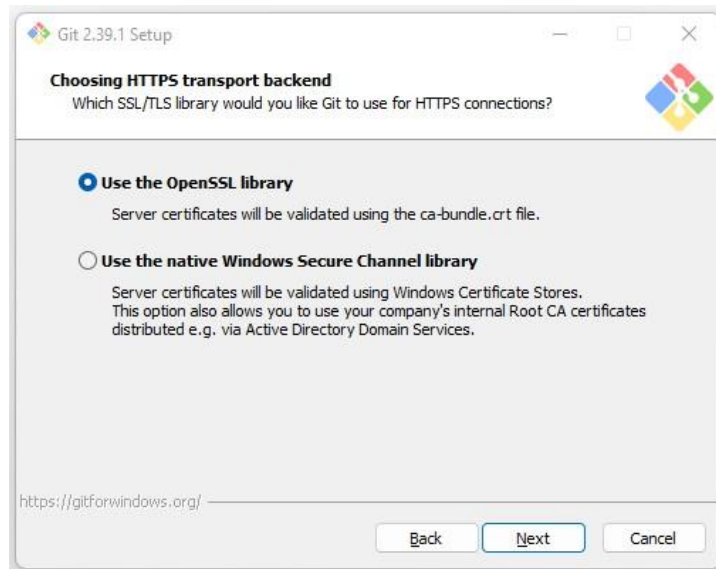 Git 2.39.1 Setup
Choosing HTTPS transport backend
Which SSL/TLS library would you like Git to use for HTTPS connections?
Use the OpenSSL library
Server certificates will be validated using the ca-bundle.crt file.
Use the native Windows Secure Channel library
Server certificates will be validated using Windows Certificate Stores.
This option also allows you to use your company's internal Root CA certificates
distributed e.g. via Active Directory Domain Services.
https://gitforwindows.org/
Back Next Cancel